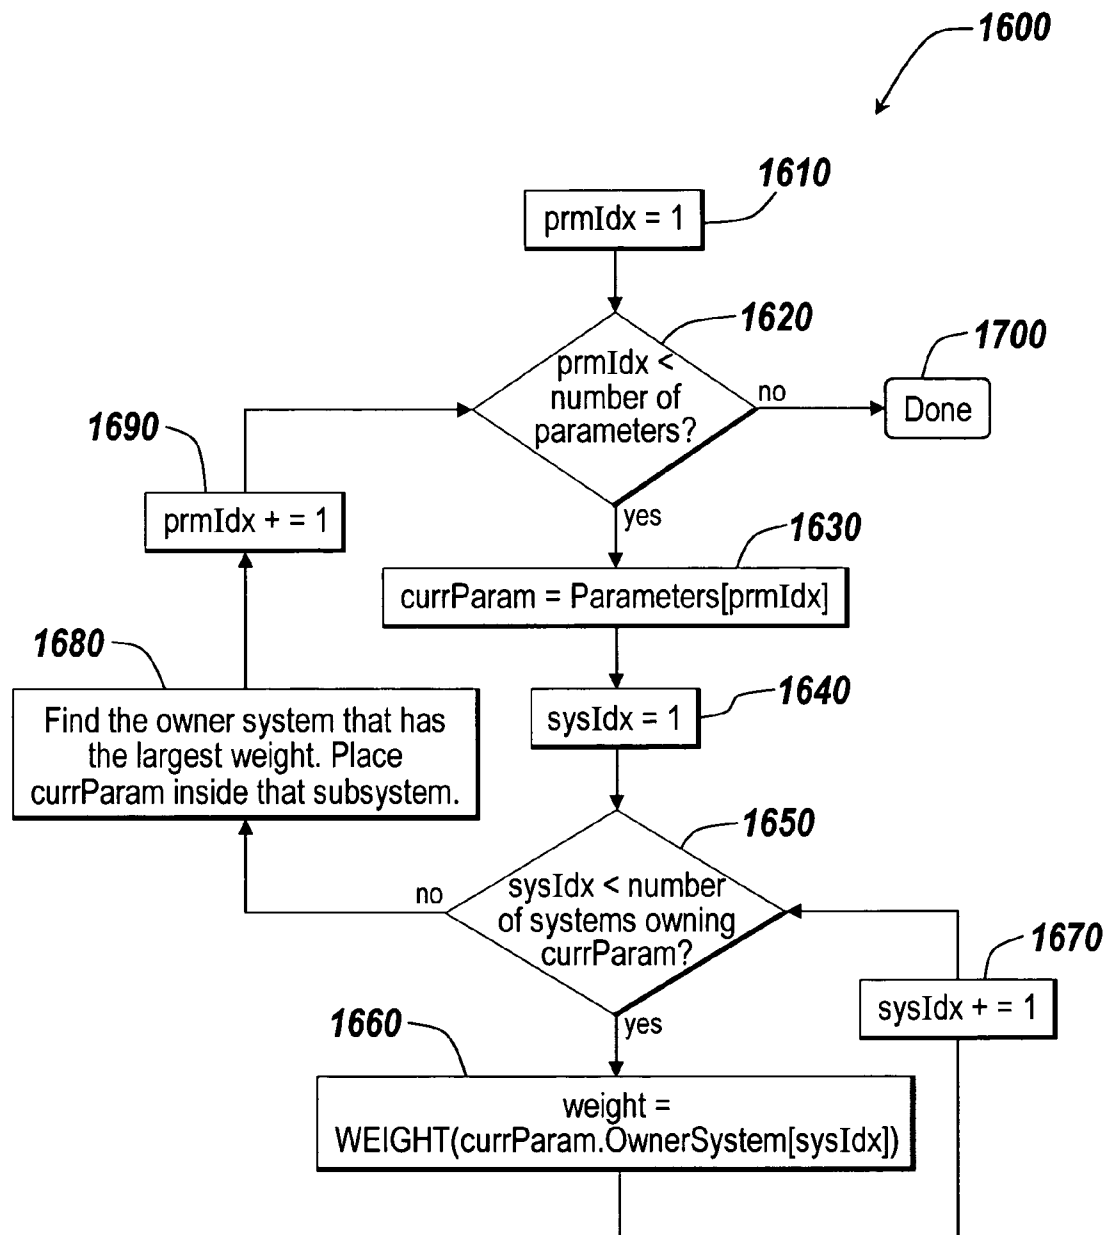 1600
1610
prmIdx = 1
1620
prmIdx <
number of
parameters?
no
1700
Done
1690
prmIdx + = 1
yes
1630
currParam = Parameters[prmIdx]
1680
Find the owner system that has
the largest weight. Place
currParam inside that subsystem.
1640
sysIdx = 1
1650
sysIdx < number
of systems owning
currParam?
no
1670
sysIdx + = 1
yes
1660
weight =
WEIGHT(currParam.OwnerSystem[sysIdx])